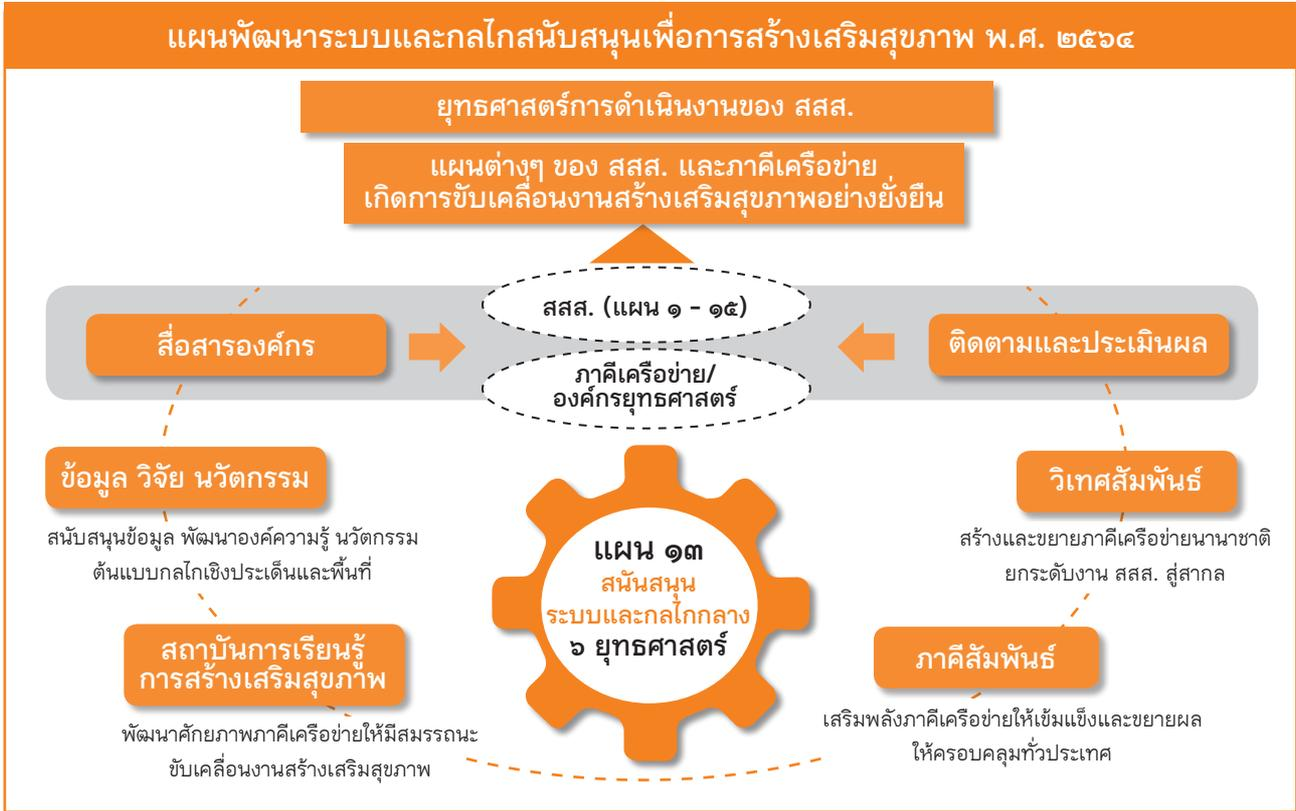 แผนพัฒนาระบบและกลไกสนับสนุนเพื่อการสร้างเสริมสุขภาพ พ.ศ. ๒๕๖๔
ยุทธศาสตร์การดำเนินงานของ สสส.
แผนต่างๆ ของ สสส. และภาคีเครือข่าย
เกิดการขับเคลื่อนงานสร้างเสริมสุขภาพอย่างยั่งยืน
สสส. (แผน ๑ - ๑๕)
สื่อสารองค์กร
ติดตามและประเมินผล
ภาคีเครือข่าย/
องค์กรยุทธศาสตร์
ข้อมูล วิจัย นวัตกรรม
วิเทศสัมพันธ์
สนับสนุนข้อมูล พัฒนาองค์ความรู้ นวัตกรรม
ต้นแบบกลไกเชิงประเด็นและพื้นที่
สร้างและขยายภาคีเครือข่ายนานาชาติ
ยกระดับงาน สสส. สู่สากล
แผน ๑๓
สนันสนุน
ระบบและกลไกกลาง
๖ ยุทธศาสตร์
สถาบันการเรียนรู้
การสร้างเสริมสุขภาพ
ภาคีสัมพันธ์
พัฒนาศักยภาพภาคีเครือข่ายให้มีสมรรถนะ
ขับเคลื่อนงานสร้างเสริมสุขภาพ
เสริมพลังภาคีเครือข่ายให้เข้มแข็งและขยายผล
ให้ครอบคลุมทั่วประเทศ